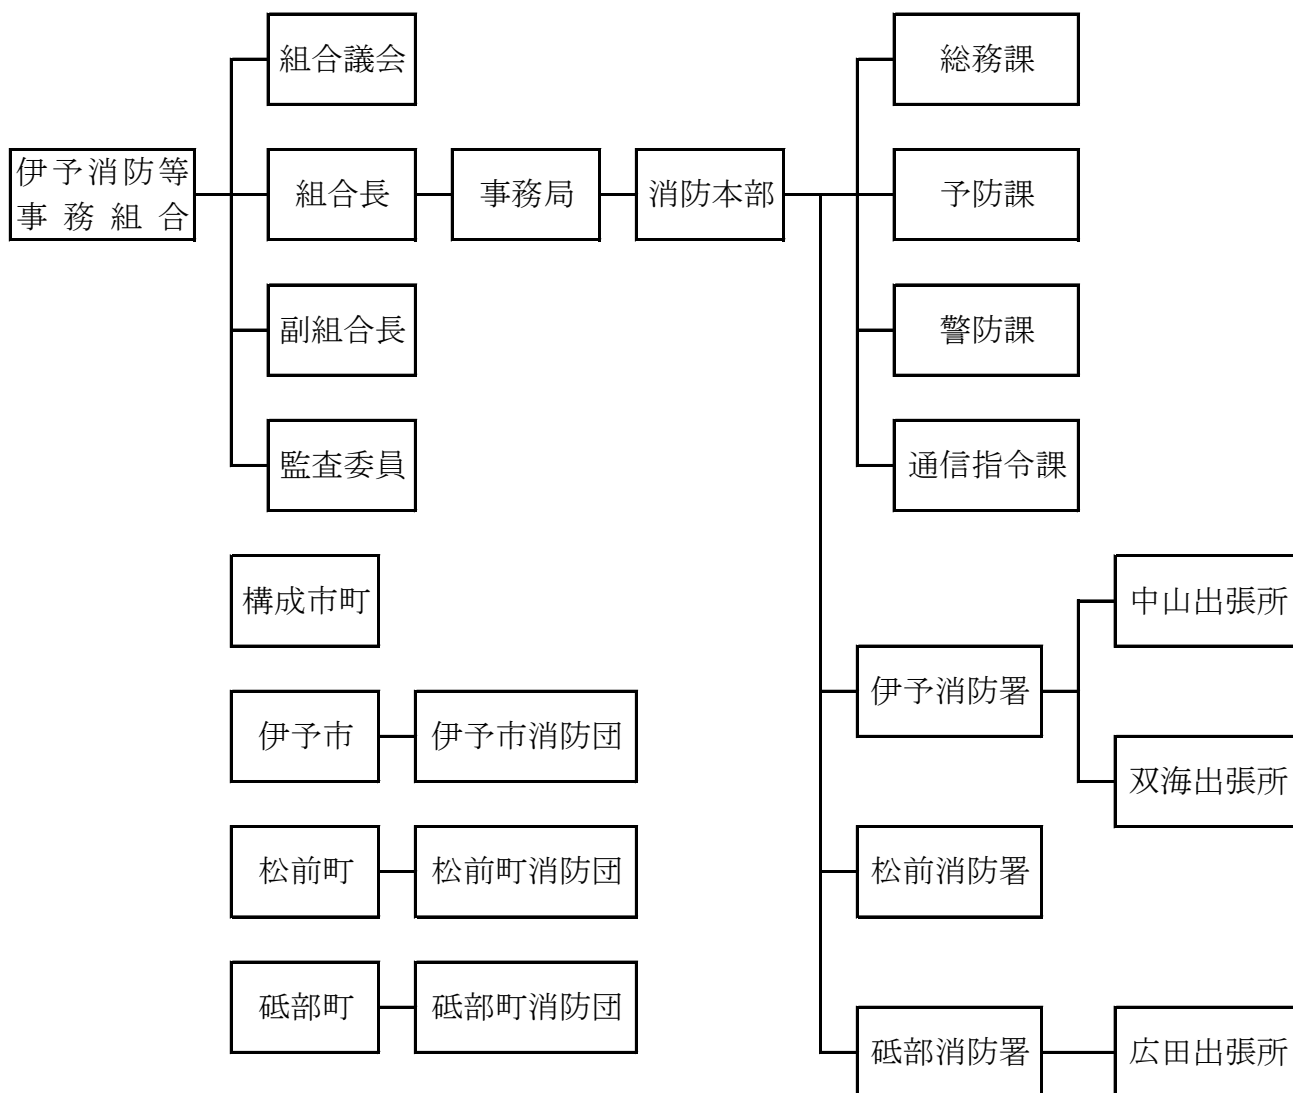 組合議会
総務課
伊予消防等
事務組合
組合長
事務局
消防本部
予防課
副組合長
警防課
監査委員
通信指令課
構成市町
中山出張所
伊予消防署
伊予市
伊予市消防団
双海出張所
松前町
松前町消防団
松前消防署
砥部町
砥部町消防団
砥部消防署
広田出張所